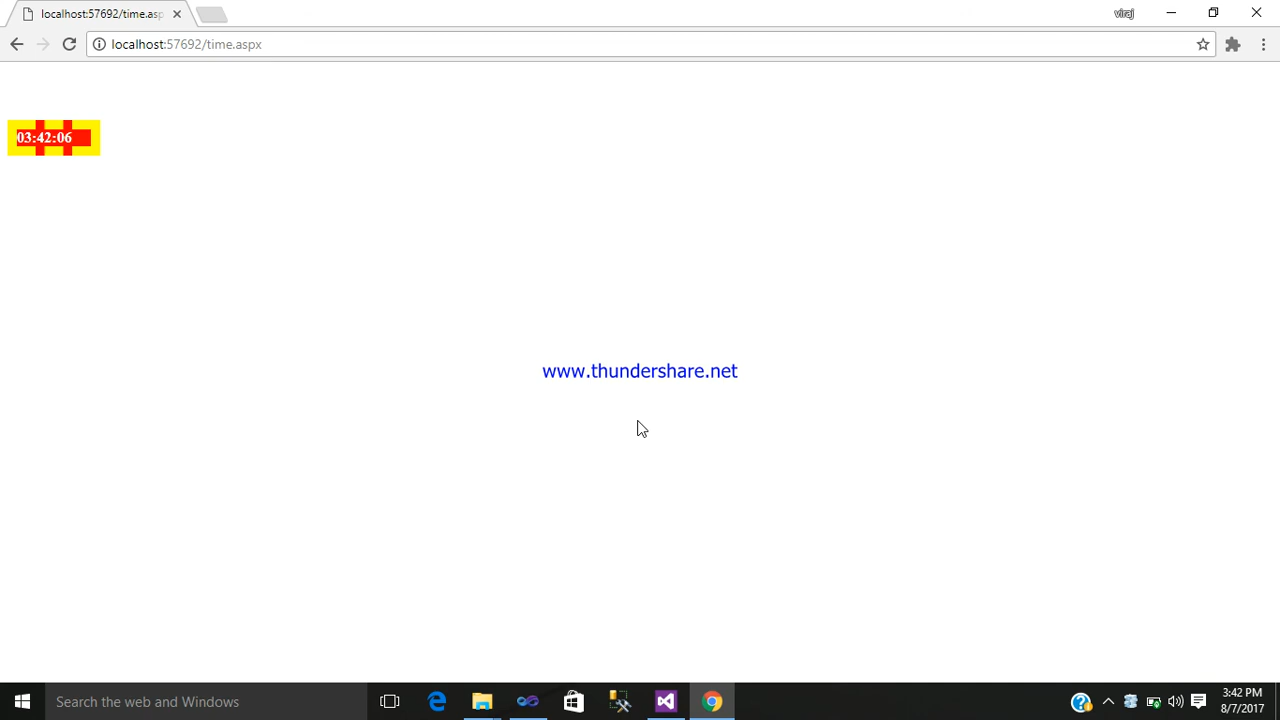 localhost:57692/time.asp
viraj
localhost:57692/time.aspx
03:42:06
www.thundershare.net
Search the web and Windows
3:42 PM
8/7/2017